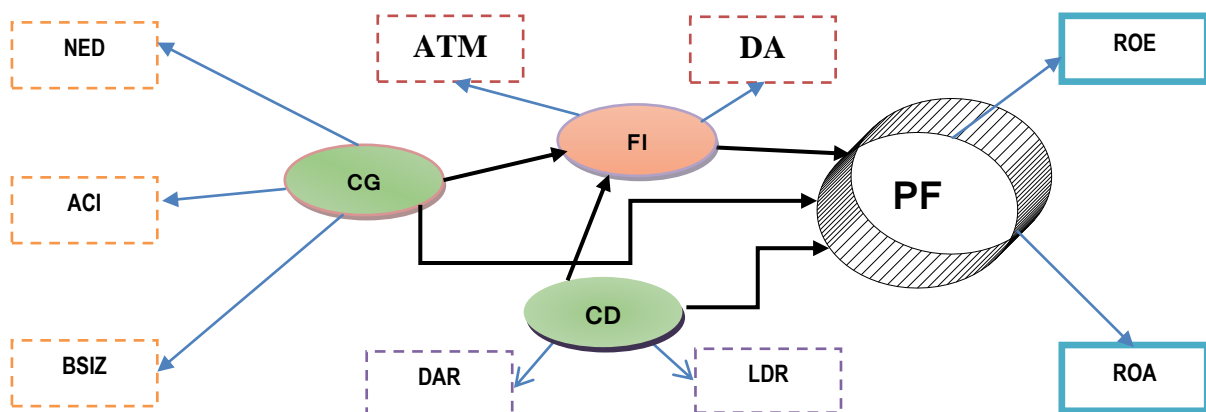 NED
ATM
DA
ROE
FI
CG
ACI
PF
CD
BSIZ
DAR
LDR
ROA